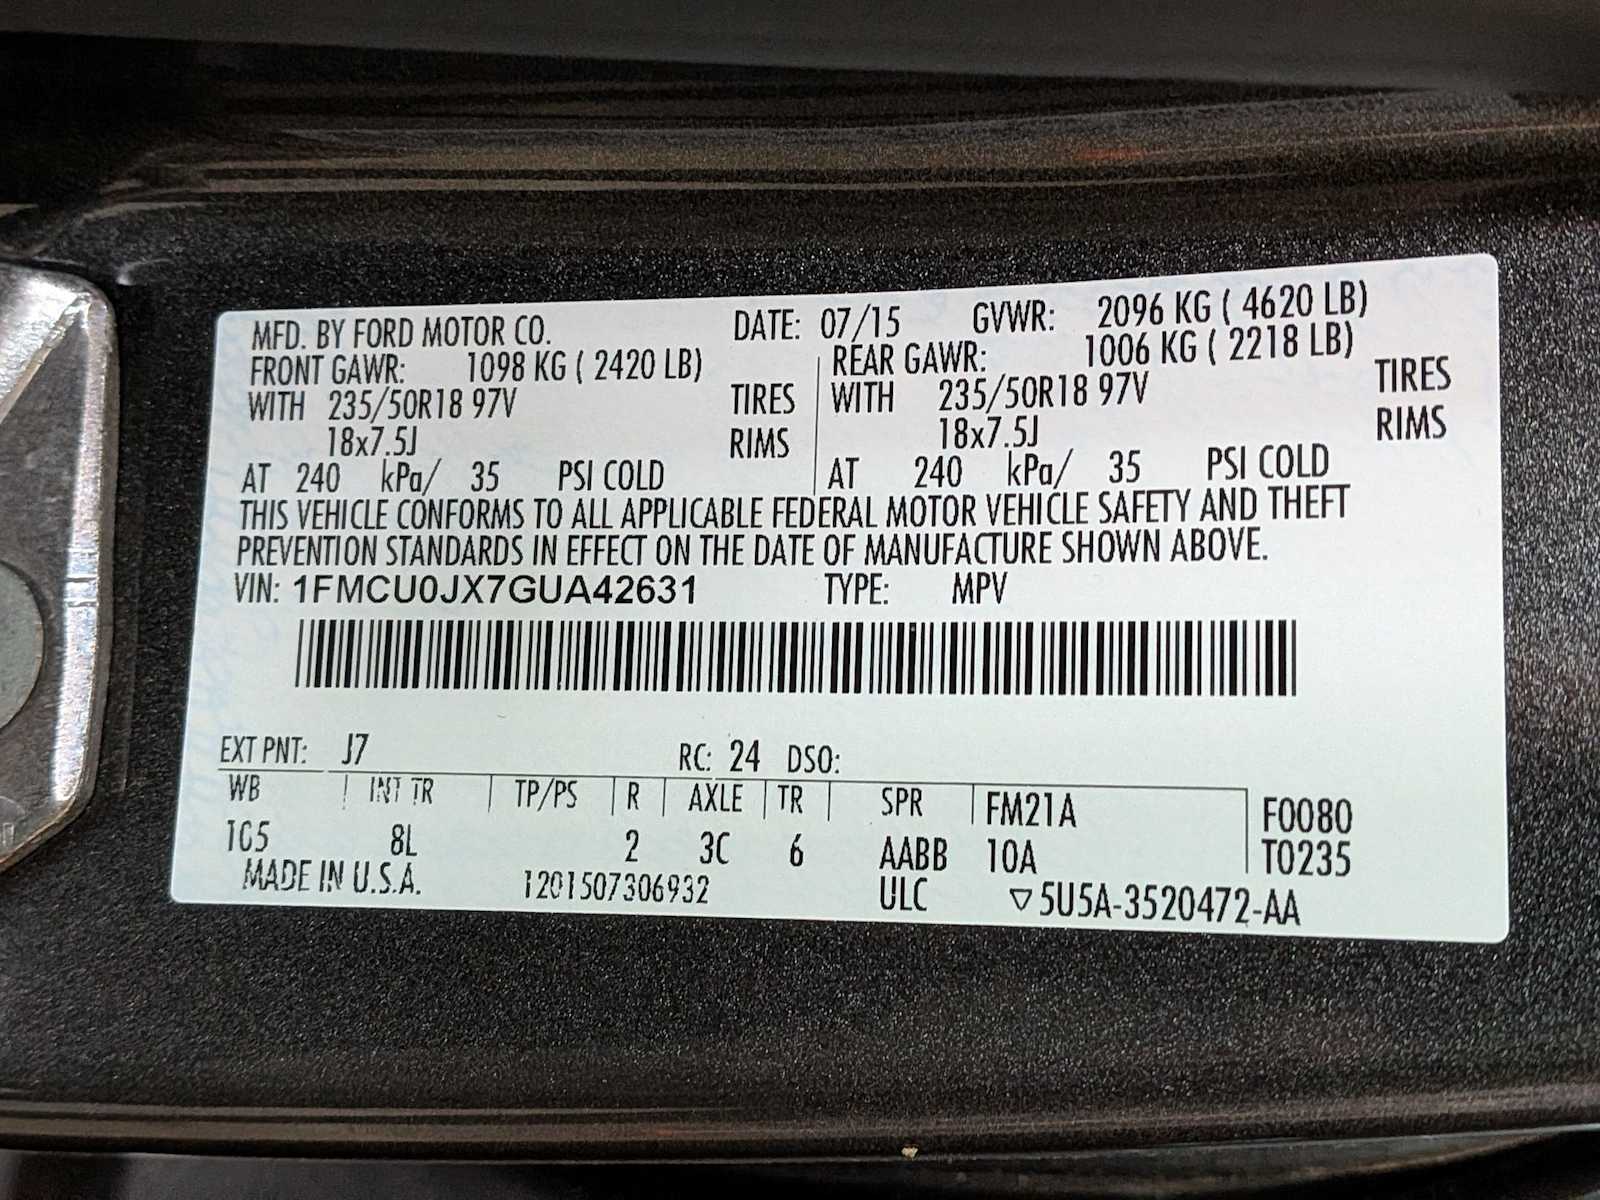 MFD. BY FORD MOTOR CO. DATE: 07/15 GVWR: 2096 KG ( 4620 LB)
FRONT GAWR: 1098 KG ( 2420 LB) REAR GAWR: 1006 KG ( 2218 LB)
WITH 235/50R18 97V TIRES WITH 235/50R18 97V TIRES
18x7.5J RIMS 18x7.5J RIMS
AT 240 kPa/ 35 PSI COLD AT 240 kPa/ 35 PSI COLD
THIS VEHICLE CONFORMS TO ALL APPLICABLE FEDERAL MOTOR VEHICLE SAFETY AND THEFT
PREVENTION STANDARDS IN EFFECT ON THE DATE OF MANUFACTURE SHOWN ABOVE.
VIN: 1FMCU0JX7GUA42631 TYPE: MPV
EXT PNT: J7 RC: 24 DSO:
WB INT TR TP/PS R AXLE TR SPR FM21A F0080
105 8L 2 3C 6 AABB 10A T0235
MADE IN U.S.A. 1201507306932 ULC ▽5U5A-3520472-AA